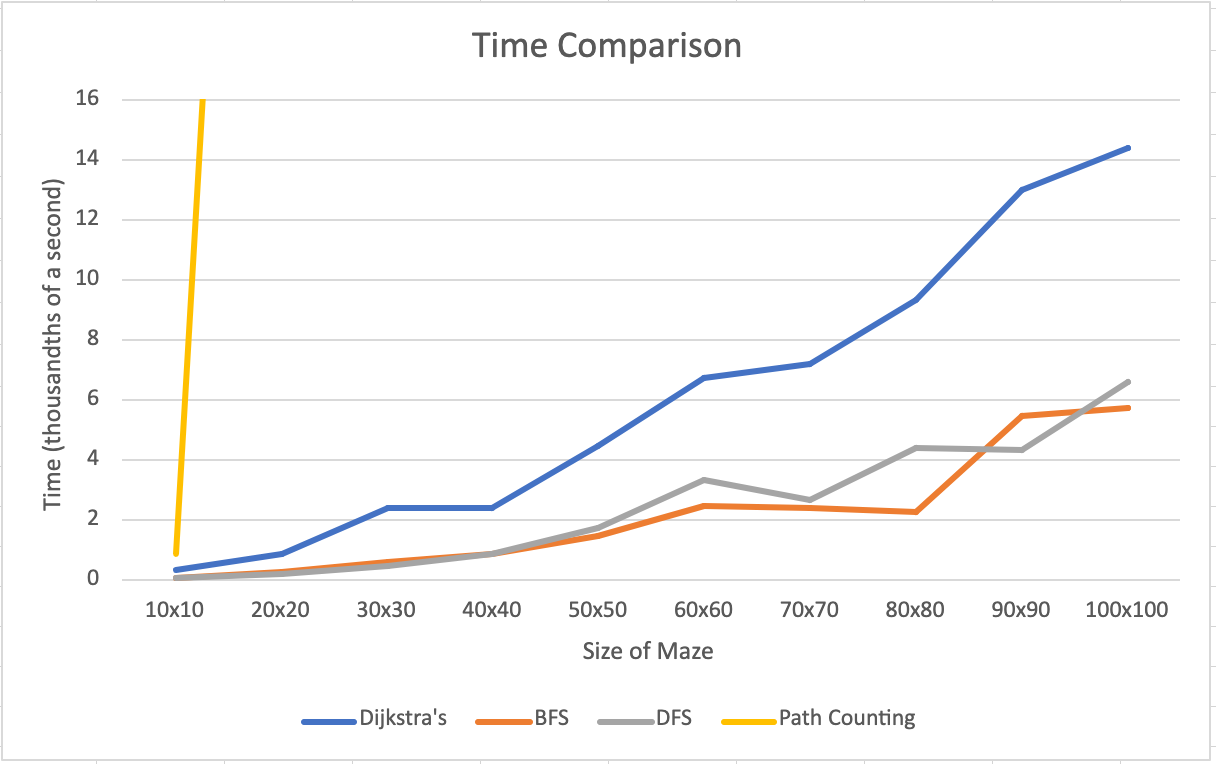 Time Comparison
16
14
12
10
8
6
4
2
0
Time (thousandths of a second)
10x10 20x20 30x30 40x40 50x50 60x60 70x70 80x80 90x90 100x100
Size of Maze
Dijkstra's BFS DFS Path Counting